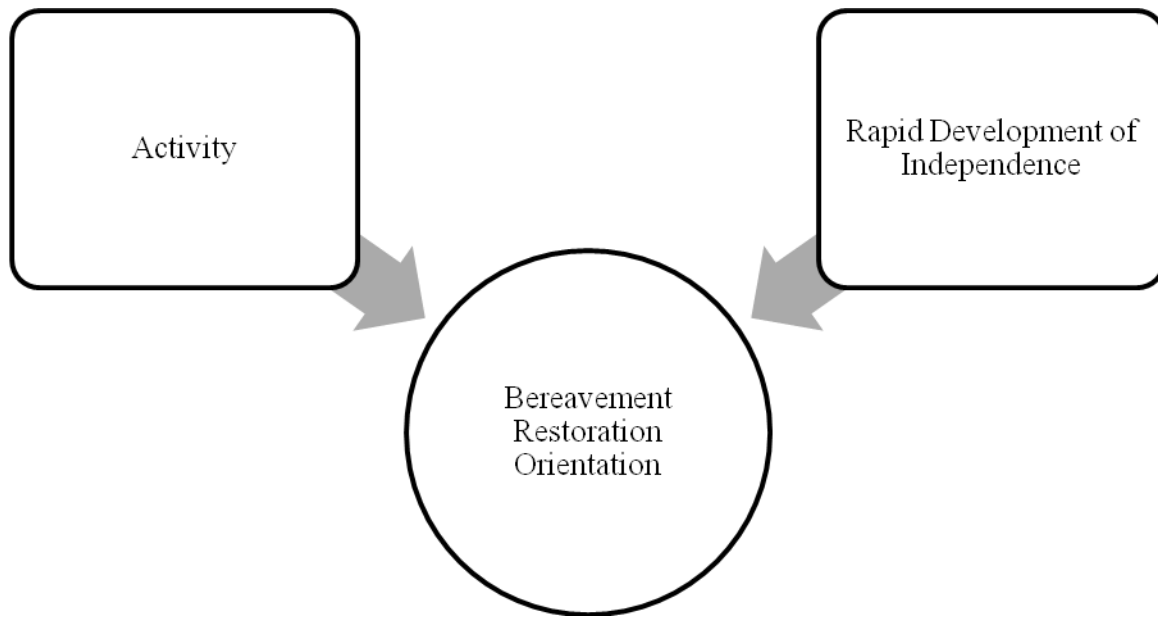 Activity
Rapid Development of
Independence
Bereavement
Restoration
Orientation